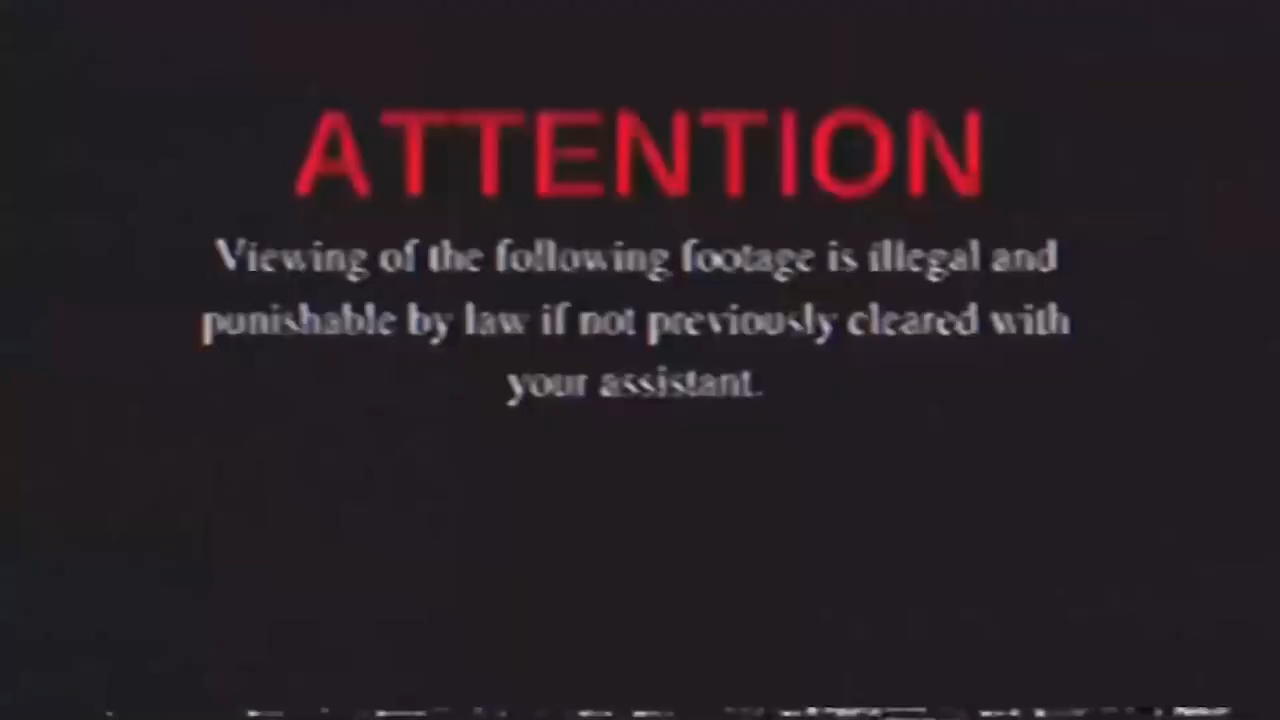 ATTENTION
Viewing of the following footage is illegal and
punishable by law if not previously cleared with
your assistant.